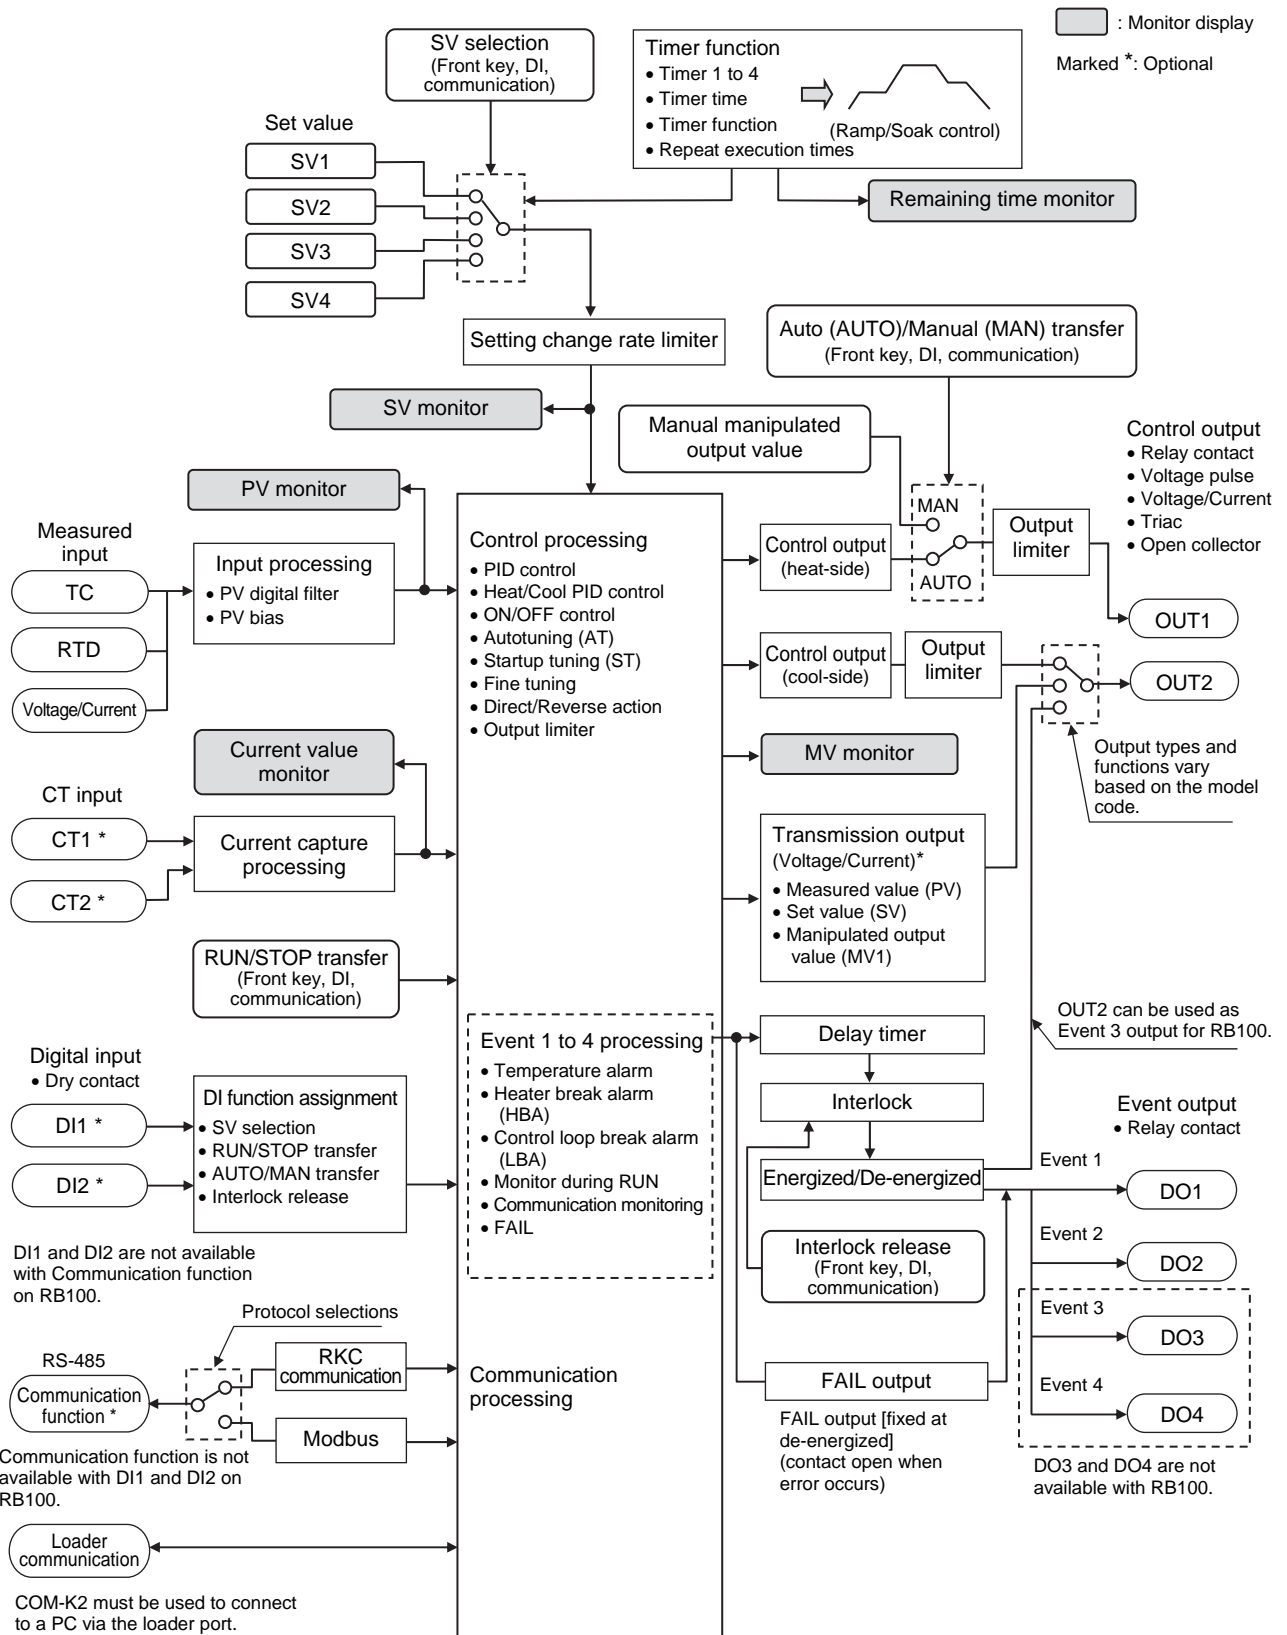 : Monitor display
Marked *: Optional
SV selection
(Front key, DI,
communication)
Timer function
• Timer 1 to 4
• Timer time
• Timer function
• Repeat execution times
(Ramp/Soak control)
Set value
SV1
SV2
SV3
SV4
Remaining time monitor
Setting change rate limiter
Auto (AUTO)/Manual (MAN) transfer
(Front key, DI, communication)
SV monitor
Manual manipulated
output value
Control output
• Relay contact
• Voltage pulse
• Voltage/Current
• Triac
• Open collector
PV monitor
Measured
input
TC
RTD
Voltage/Current
Input processing
• PV digital filter
• PV bias
Control processing
• PID control
• Heat/Cool PID control
• ON/OFF control
• Autotuning (AT)
• Startup tuning (ST)
• Fine tuning
• Direct/Reverse action
• Output limiter
Control output
(heat-side)
MAN
AUTO
Output
limiter
OUT1
Control output
(cool-side)
Output
limiter
OUT2
Output types and
functions vary
based on the model
code.
Current value
monitor
MV monitor
CT input
CT1 *
CT2 *
Current capture
processing
Transmission output
(Voltage/Current)*
• Measured value (PV)
• Set value (SV)
• Manipulated output
value (MV1)
RUN/STOP transfer
(Front key, DI,
communication)
OUT2 can be used as
Event 3 output for RB100.
Digital input
• Dry contact
DI1 *
DI2 *
DI function assignment
• SV selection
• RUN/STOP transfer
• AUTO/MAN transfer
• Interlock release
DI1 and DI2 are not available
with Communication function
on RB100.
Event 1 to 4 processing
• Temperature alarm
• Heater break alarm
(HBA)
• Control loop break alarm
(LBA)
• Monitor during RUN
• Communication monitoring
• FAIL
Delay timer
Interlock
Energized/De-energized
Interlock release
(Front key, DI,
communication)
Event output
• Relay contact
Event 1
DO1
Event 2
DO2
Event 3
DO3
Event 4
DO4
DO3 and DO4 are not
available with RB100.
Protocol selections
RS-485
Communication
function *
RKC
communication
Modbus
Communication function is not
available with DI1 and DI2 on
RB100.
Communication
processing
FAIL output
FAIL output [fixed at
de-energized]
(contact open when
error occurs)
Loader
communication
COM-K2 must be used to connect
to a PC via the loader port.